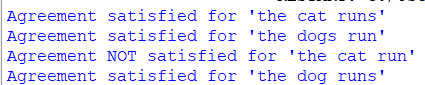 Agreement satisfied for 'the cat runs'
Agreement satisfied for 'the dogs run'
Agreement NOT satisfied for 'the cat run'
Agreement satisfied for 'the dog runs'